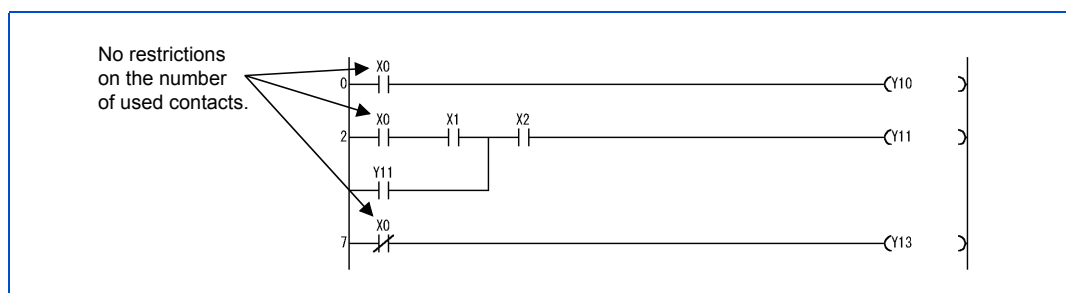 No restrictions
on the number
of used contacts.
X0
0 (Y10 )
X0 X1 X2
2 (Y11 )
Y11
X0
7 (Y13 )